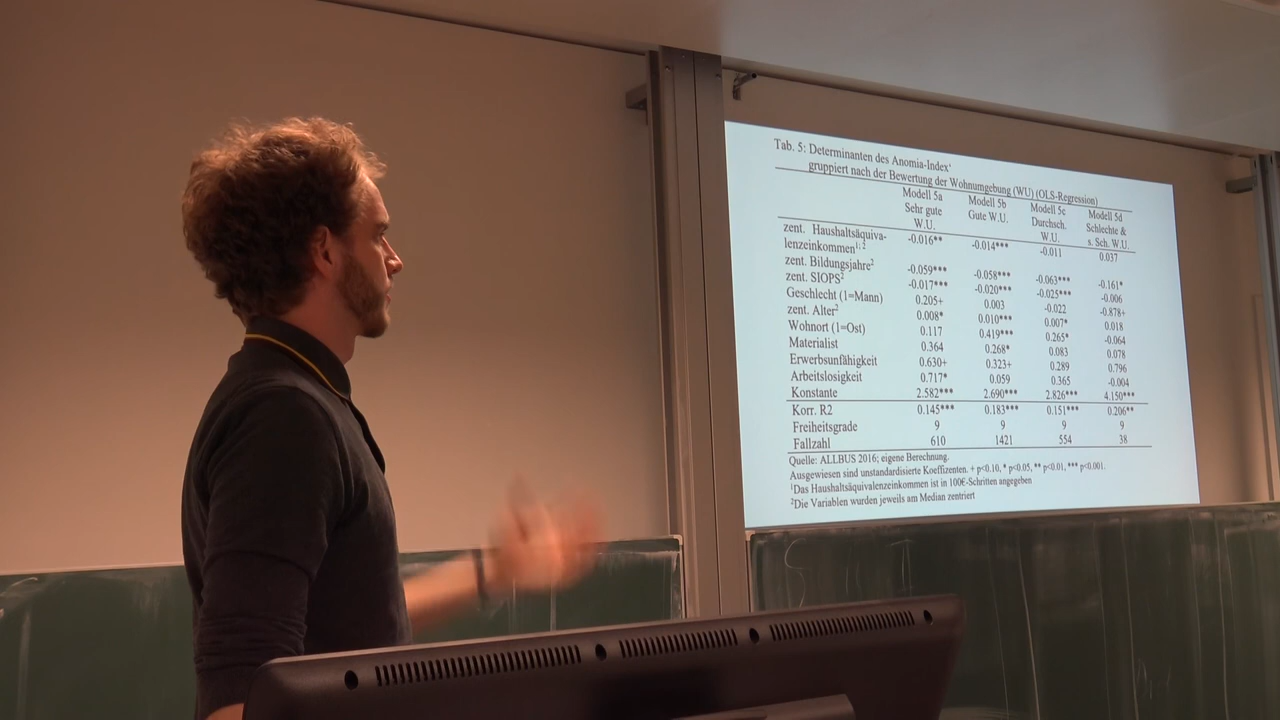 Tab. 5: Determinanten des Anomia-Index¹
gruppiert nach der Bewertung der Wohnumgebung (WU) (OLS-Regression)
Modell 5a Modell 5b Modell 5c Modell 5d
Sehr gute Gute W.U. Durchsch. Schlechte &
W.U. W.U. s. Sch. W.U.
zent. Haushaltsäquiva-
lenzeinkommen¹; ² -0.016** -0.014*** -0.011 0.037
zent. Bildungsjahre² -0.059*** -0.058*** -0.063*** -0.161*
zent. SIOPS² -0.017*** -0.020*** -0.025*** -0.006
Geschlecht (1=Mann) 0.205+ 0.003 -0.022 -0.878+
zent. Alter² 0.008* 0.010*** 0.007* 0.018
Wohnort (1=Ost) 0.117 0.419*** 0.265* -0.064
Materialist 0.364 0.268* 0.083 0.078
Erwerbsunfähigkeit 0.630+ 0.323+ 0.289 0.796
Arbeitslosigkeit 0.717* 0.059 0.365 -0.004
Konstante 2.582*** 2.690*** 2.826*** 4.150***
Korr. R2 0.145*** 0.183*** 0.151*** 0.206**
Freiheitsgrade 9 9 9 9
Fallzahl 610 1421 554 38
Quelle: ALLBUS 2016; eigene Berechnung.
Ausgewiesen sind unstandardisierte Koeffizenten. + p<0.10, * p<0.05, ** p<0.01, *** p<0.001.
¹Das Haushaltsäquivalenzeinkommen ist in 100€-Schritten angegeben
²Die Variablen wurden jeweils am Median zentriert